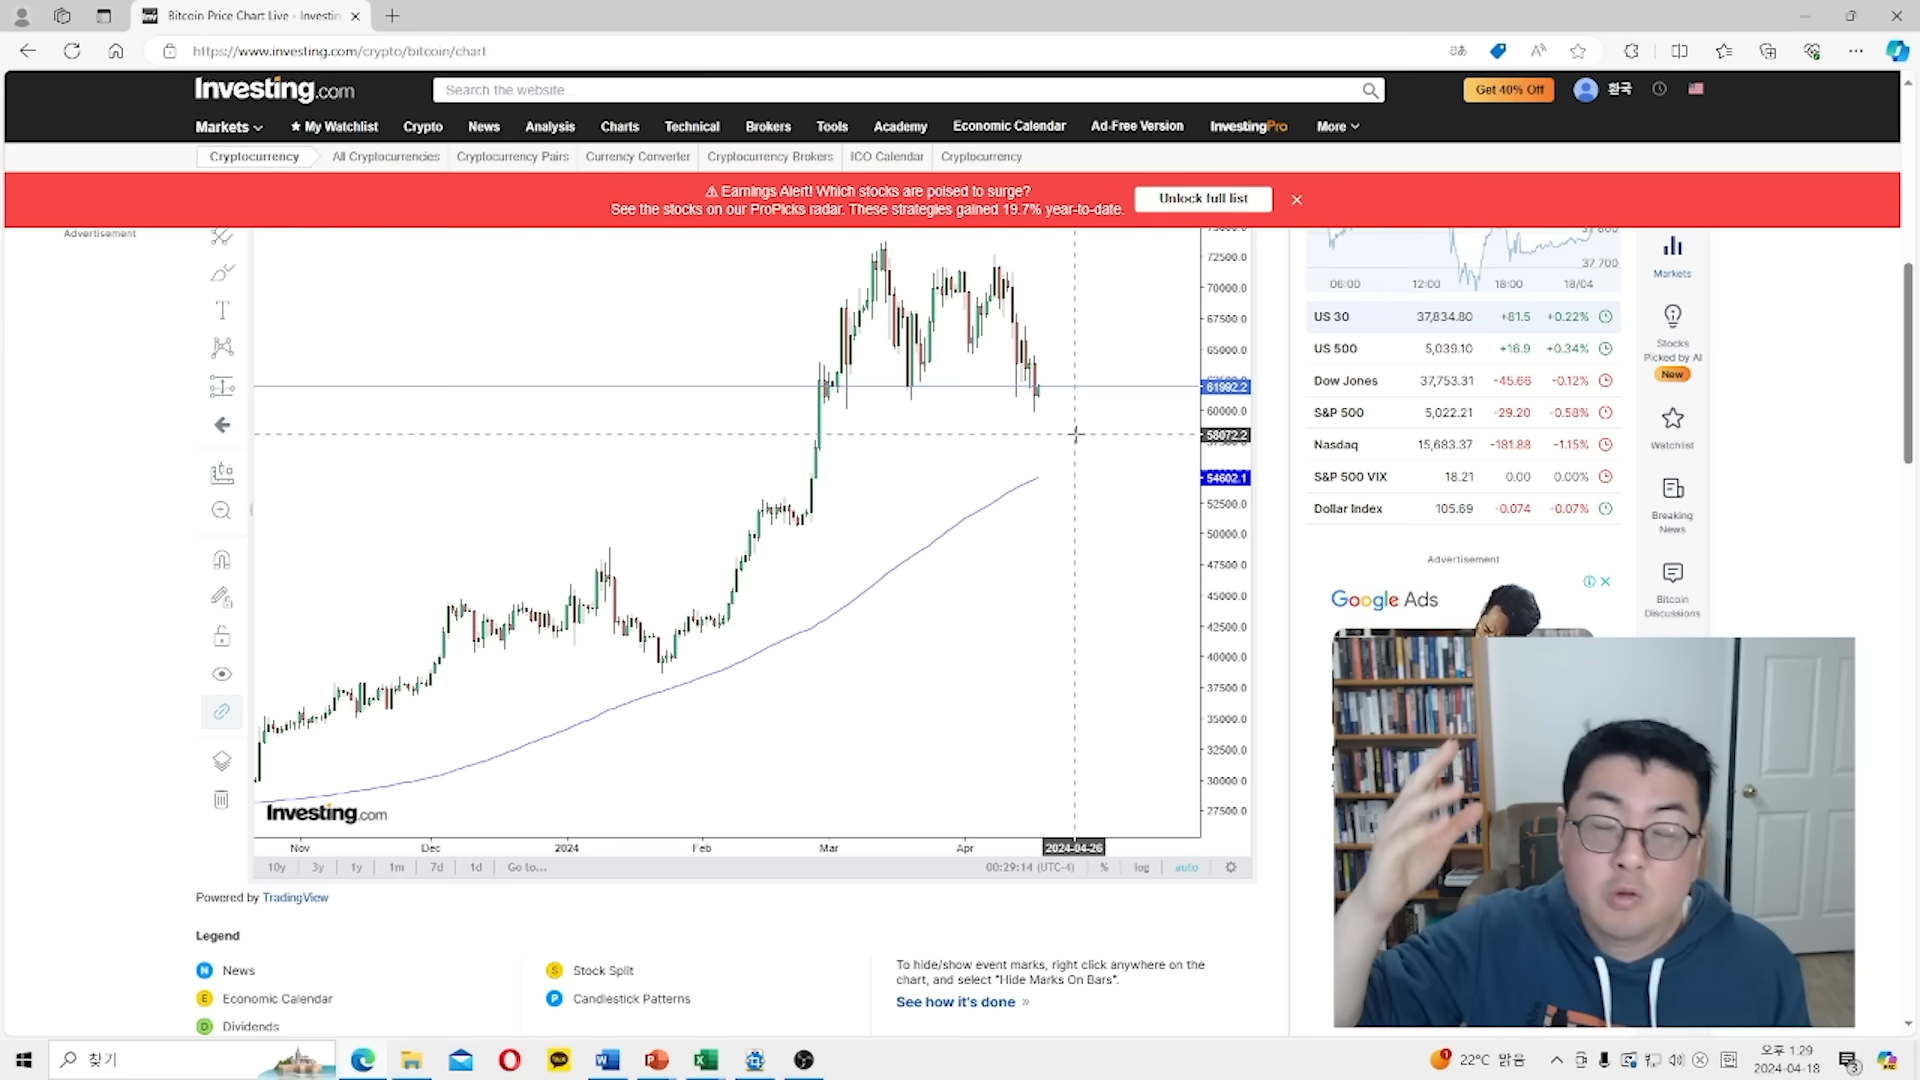 Bitcoin Price Chart Live - Investin
https://www.investing.com/crypto/bitcoin/chart
Investing.com
Search the website...
Get 40% Off
환국
Markets
★ My Watchlist
Crypto
News
Analysis
Charts
Technical
Brokers
Tools
Academy
Economic Calendar
Ad-Free Version
InvestingPro
More
Cryptocurrency
All Cryptocurrencies
Cryptocurrency Pairs
Currency Converter
Cryptocurrency Brokers
ICO Calendar
Cryptocurrency
⚠ Earnings Alert! Which stocks are poised to surge?
See the stocks on our ProPicks radar. These strategies gained 19.7% year-to-date.
Unlock full list
Advertisement
72500.0
70000.0
67500.0
65000.0
61992.2
60000.0
58072.2
54602.1
52500.0
50000.0
47500.0
45000.0
42500.0
40000.0
37500.0
35000.0
32500.0
30000.0
27500.0
Investing.com
Nov
Dec
2024
Feb
Mar
Apr
2024-04-26
10y
3y
1y
1m
7d
1d
Go to...
00:29:14 (UTC-4)
%
log
auto
Powered by TradingView
Legend
N News
E Economic Calendar
D Dividends
S Stock Split
P Candlestick Patterns
To hide/show event marks, right click anywhere on the
chart, and select "Hide Marks On Bars".
See how it's done »
37 700
06:00
12:00
18:00
18/04
US 30 37,834.80 +81.5 +0.22%
US 500 5,039.10 +16.9 +0.34%
Dow Jones 37,753.31 -45.66 -0.12%
S&P 500 5,022.21 -29.20 -0.58%
Nasdaq 15,683.37 -181.88 -1.15%
S&P 500 VIX 18.21 0.00 0.00%
Dollar Index 105.69 -0.074 -0.07%
Advertisement
Google Ads
Markets
Stocks
Picked by AI
New
Watchlist
Breaking
News
Bitcoin
Discussions
찾기
22°C 맑음
오후 1:29
2024-04-18